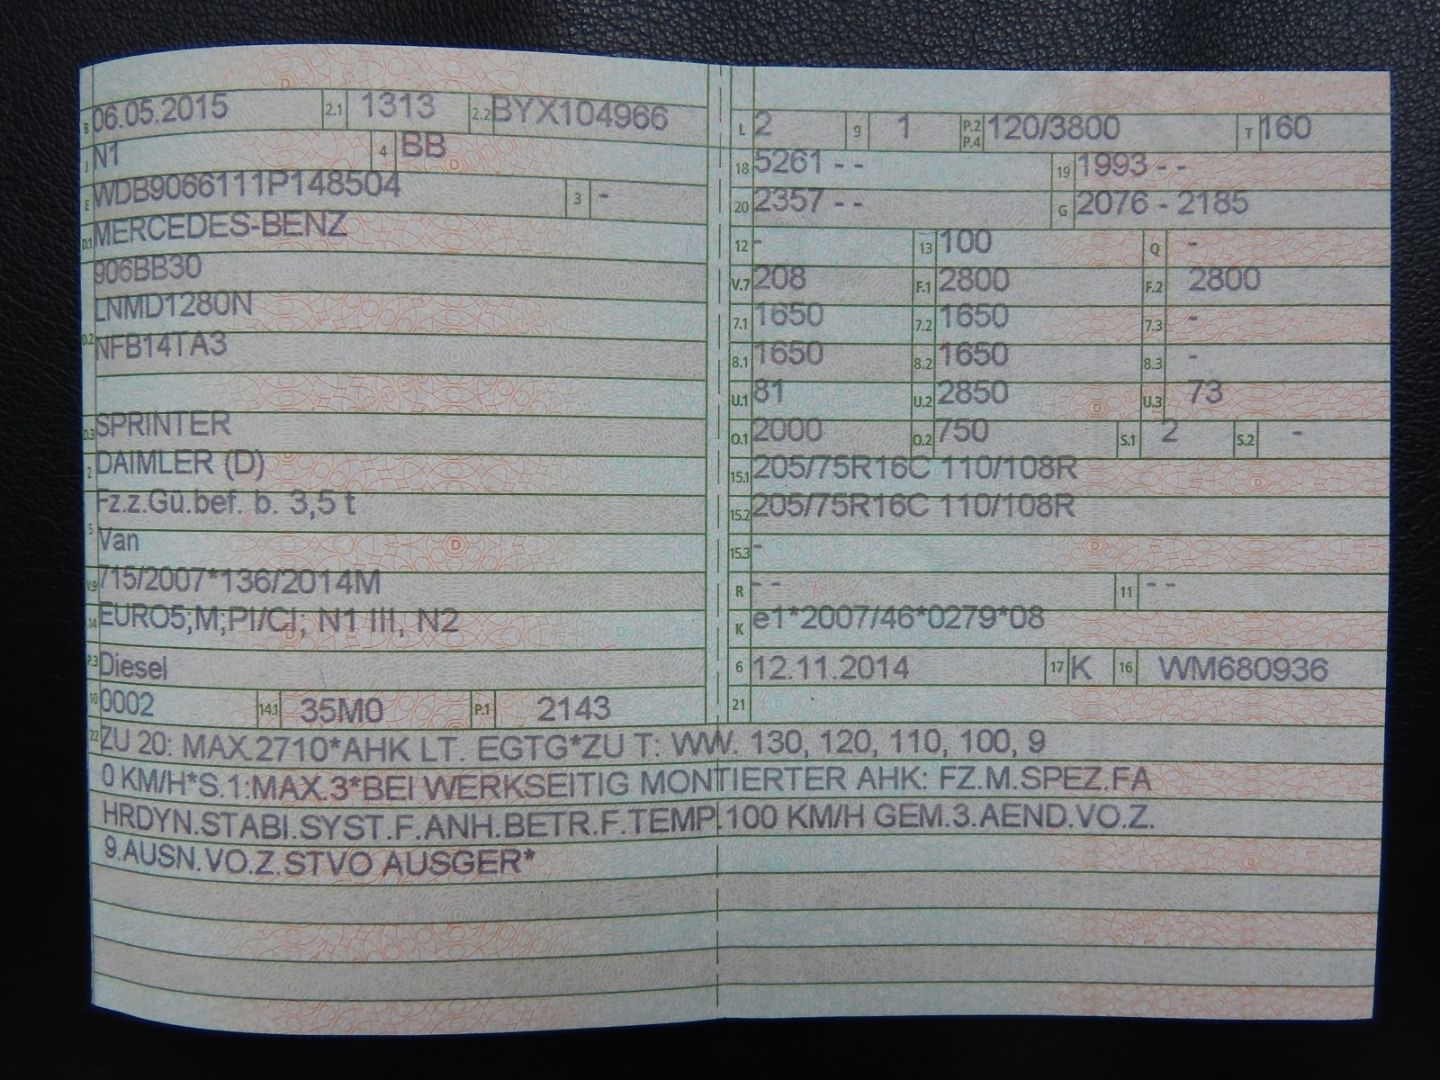 B 06.05.2015 2.1 1313 2.2 BYX104966
J N1 4 BB
E WDB9066111P148504 3 -
D.1 MERCEDES-BENZ
906BB30
LNMD1280N
D.2 NFB14TA3
D.3 SPRINTER
2 DAIMLER (D)
Fz.z.Gü.bef. b. 3,5 t
5 Van
V.9 715/2007*136/2014M
14 EURO5;M;PI/CI; N1 III, N2
P.3 Diesel
10 0002 14.1 35M0 P.1 2143
L 2 9 1 P.2 P.4 120/3800 T 160
18 5261 - - 19 1993 - -
20 2357 - - G 2076 - 2185
12 - 13 100 Q -
V.7 208 F.1 2800 F.2 2800
7.1 1650 7.2 1650 7.3 -
8.1 1650 8.2 1650 8.3 -
U.1 81 U.2 2850 U.3 73
O.1 2000 O.2 750 S.1 2 S.2 -
15.1 205/75R16C 110/108R
15.2 205/75R16C 110/108R
15.3 -
R - - 11 - -
K e1*2007/46*0279*08
6 12.11.2014 17 K 16 WM680936
21
22 ZU 20: MAX.2710*AHK LT. EGTG*ZU T: WW. 130, 120, 110, 100, 9
0 KM/H*S.1:MAX.3*BEI WERKSEITIG MONTIERTER AHK: FZ.M.SPEZ.FA
HRDYN.STABI.SYST.F.ANH.BETR.F.TEMP.100 KM/H GEM.3.AEND.VO.Z.
9.AUSN.VO.Z.STVO AUSGER*